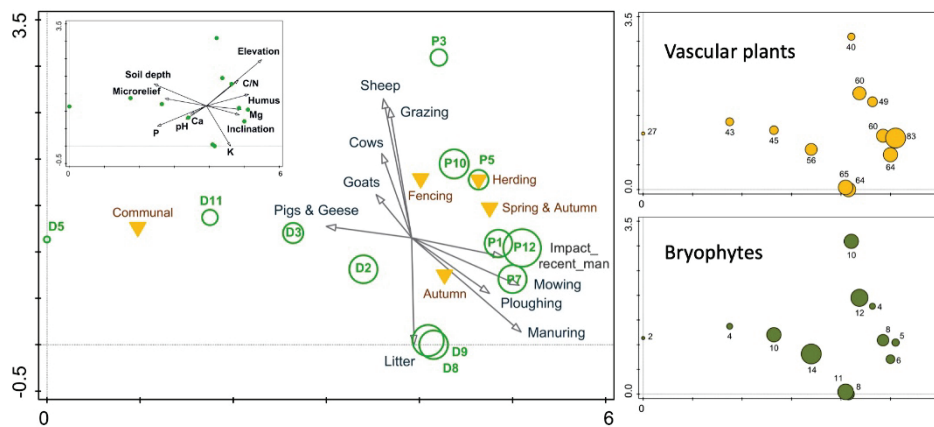 3.5
3.5
Elevation
Soil depth
C/N
Microrelief
Humus
P
pH
Ca
Mg
Inclination
K
-0.5
0
6
P3
Sheep
Grazing
Cows
P10
P5
Goats
Fencing
Herding
Communal
D11
Pigs & Geese
Spring & Autumn
D5
D3
P1
P12
Impact_
recent_man
D2
P7
Autumn
Mowing
Ploughing
Manuring
Litter
D9
D8
-0.5
0
6
3.5
Vascular plants
40
60
49
27
43
45
60
83
56
64
65
64
0.0
0
6
3.5
Bryophytes
10
12
4
2
4
10
8
5
14
6
11
8
0.0
0
6